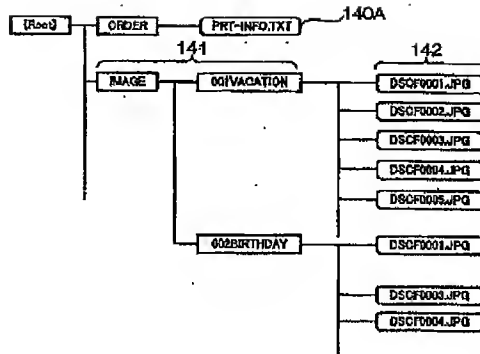 [Root]
ORDER
PRT-INFO.TXT
140A
141
142
IMAGE
001VACATION
DSCF0001.JPG
DSCF0002.JPG
DSCF0003.JPG
DSCF0004.JPG
DSCF0005.JPG
602BIRTHDAY
DSCF0001.JPG
DSCF0003.JPG
DSCF0004.JPG